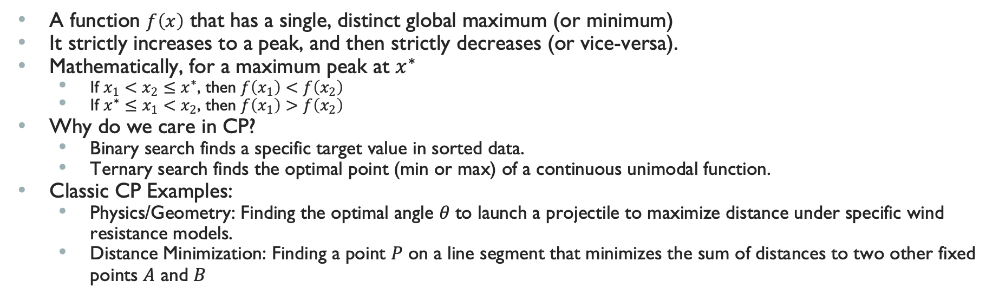 • A function f(x) that has a single, distinct global maximum (or minimum)
• It strictly increases to a peak, and then strictly decreases (or vice-versa).
• Mathematically, for a maximum peak at x*
• If x₁ < x₂ ≤ x*, then f(x₁) < f(x₂)
• If x* ≤ x₁ < x₂, then f(x₁) > f(x₂)
• Why do we care in CP?
• Binary search finds a specific target value in sorted data.
• Ternary search finds the optimal point (min or max) of a continuous unimodal function.
• Classic CP Examples:
• Physics/Geometry: Finding the optimal angle θ to launch a projectile to maximize distance under specific wind
resistance models.
• Distance Minimization: Finding a point P on a line segment that minimizes the sum of distances to two other fixed
points A and B